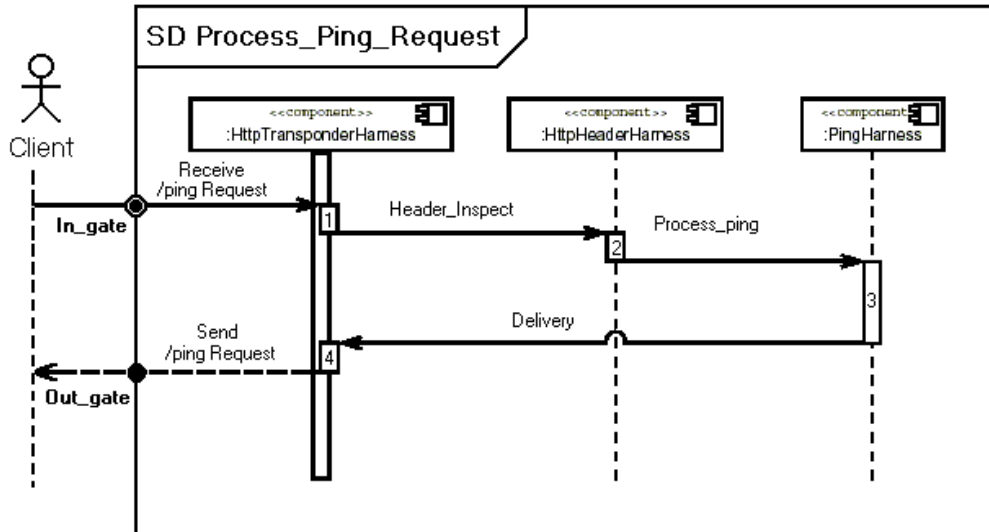 SD Process_Ping_Request
Client
<<component>>
:HttpTransponderHarness
<<component>>
:HttpHeaderHarness
<<component>>
:PingHarness
Receive
/ping Request
In_gate
1
Header_Inspect
2
Process_ping
3
Delivery
Send
/ping Request
4
Out_gate